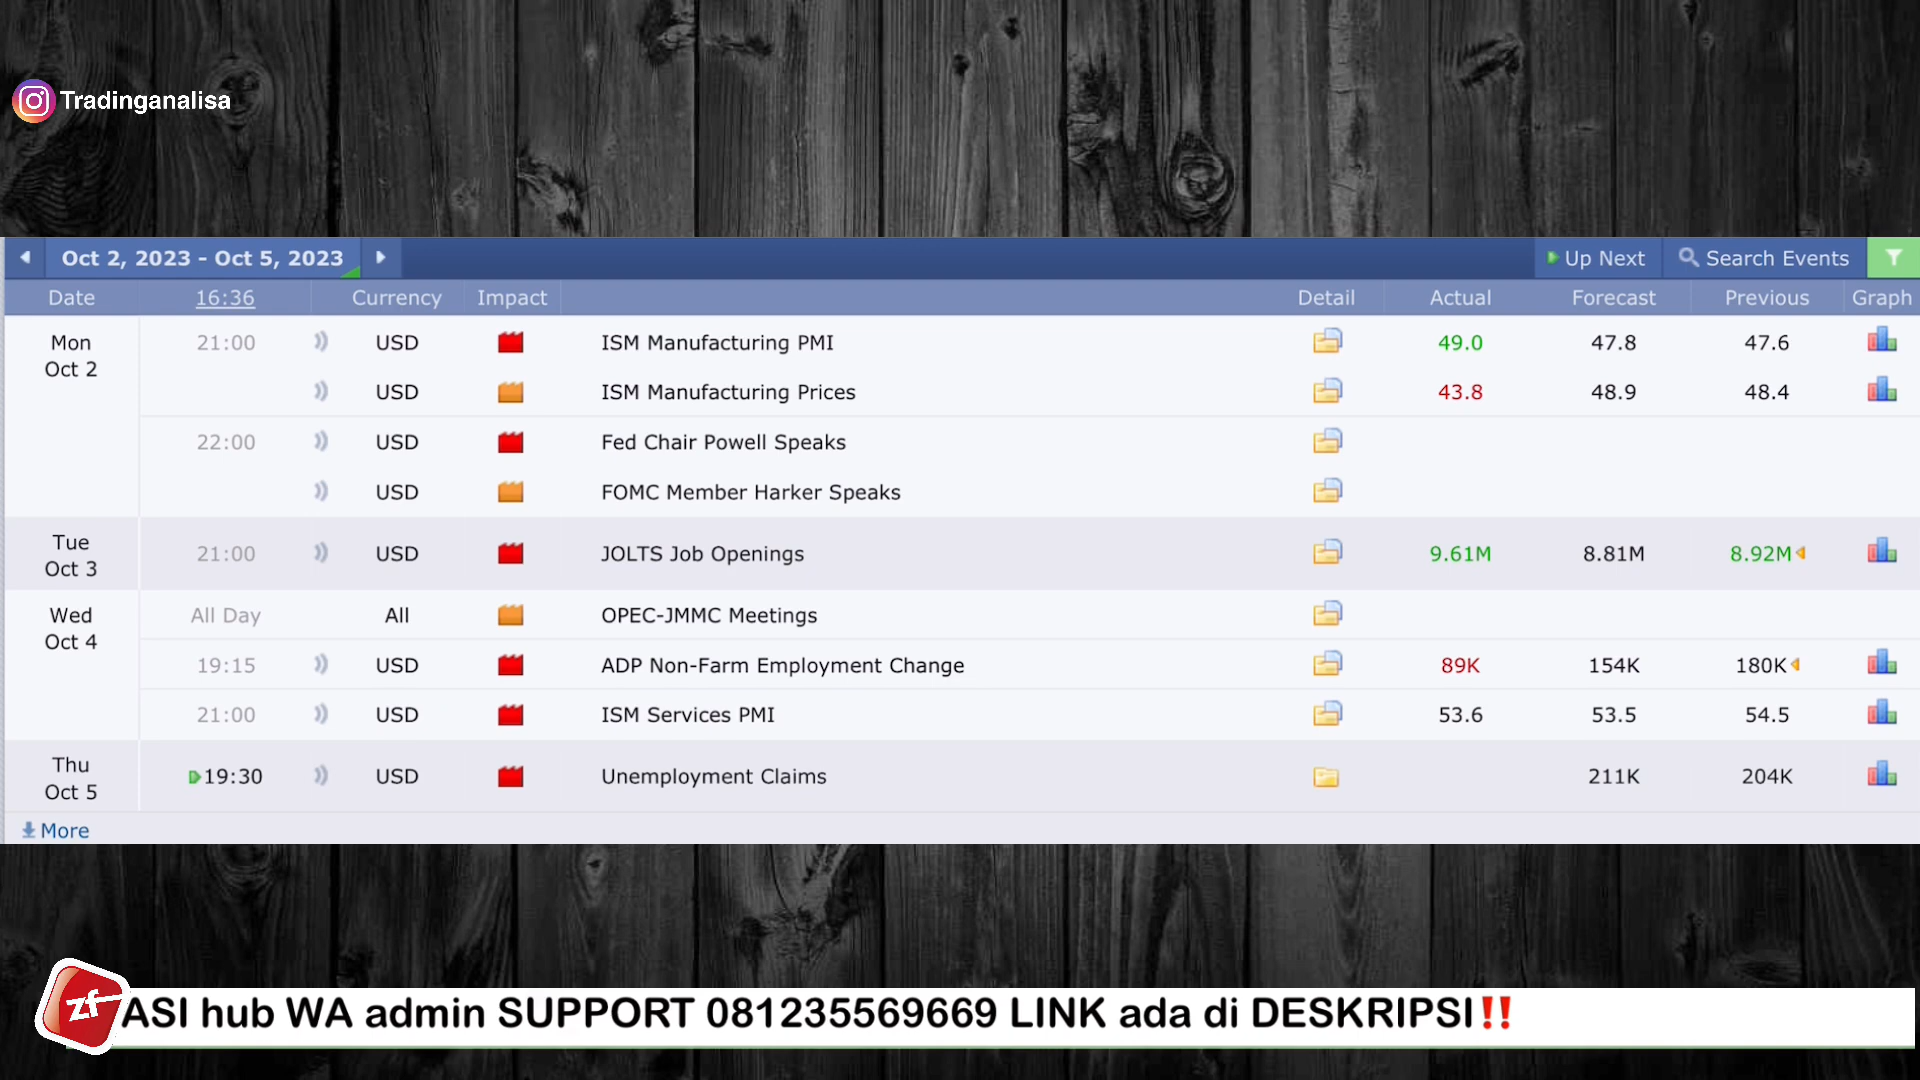 Tradinganalisa
Oct 2, 2023 - Oct 5, 2023 Up Next Search Events
Date 16:36 Currency Impact Detail Actual Forecast Previous Graph
Mon Oct 2 21:00 USD ISM Manufacturing PMI 49.0 47.8 47.6
USD ISM Manufacturing Prices 43.8 48.9 48.4
22:00 USD Fed Chair Powell Speaks
USD FOMC Member Harker Speaks
Tue Oct 3 21:00 USD JOLTS Job Openings 9.61M 8.81M 8.92M
Wed Oct 4 All Day All OPEC-JMMC Meetings
19:15 USD ADP Non-Farm Employment Change 89K 154K 180K
21:00 USD ISM Services PMI 53.6 53.5 54.5
Thu Oct 5 19:30 USD Unemployment Claims 211K 204K
More
zf ASI hub WA admin SUPPORT 081235569669 LINK ada di DESKRIPSI‼️